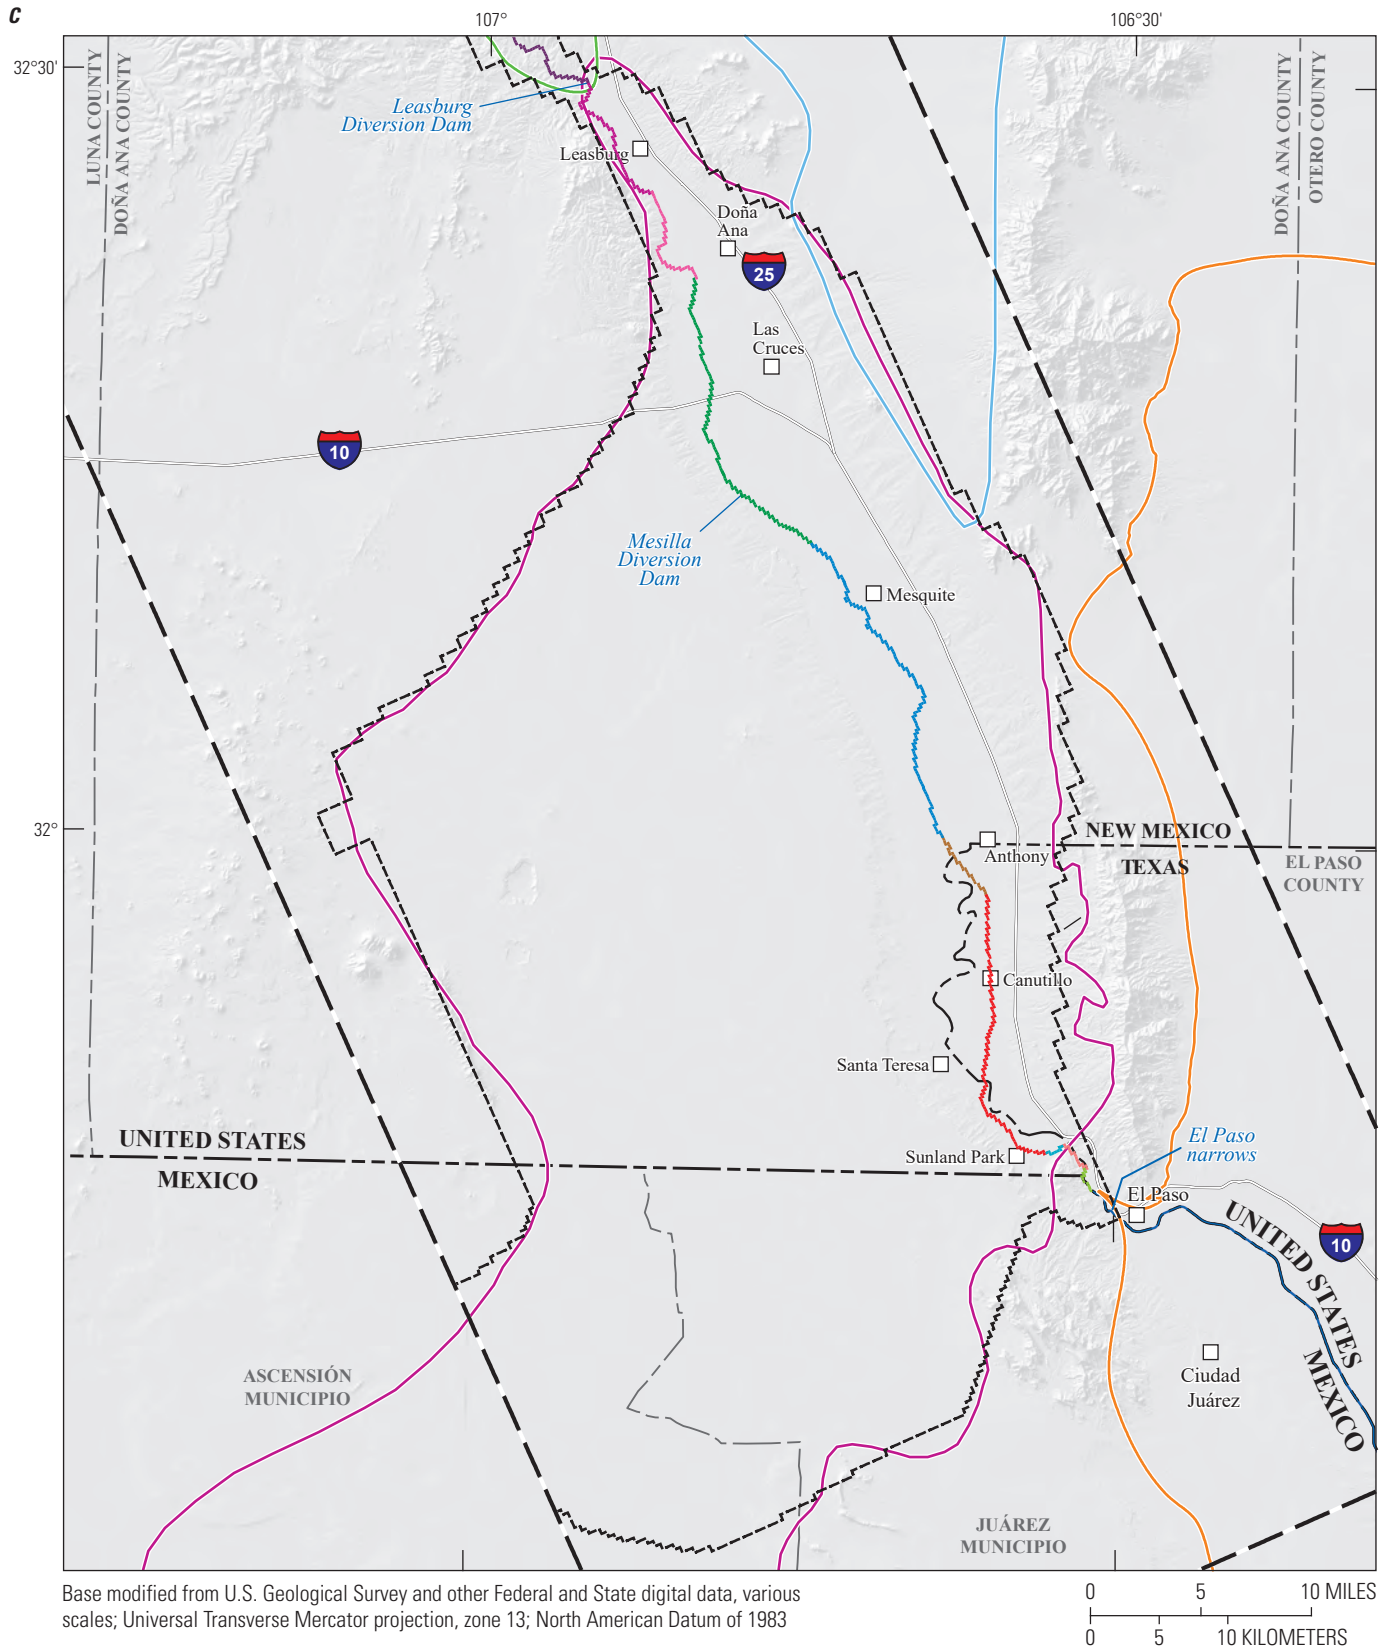 C
107°
106°30'
32°30'
LUNA COUNTY
DOÑA ANA COUNTY
DOÑA ANA COUNTY
OTERO COUNTY
Leasburg
Diversion Dam
Leasburg
Doña
Ana
25
Las
Cruces
10
Mesilla
Diversion
Dam
Mesquite
32°
NEW MEXICO
Anthony
TEXAS
EL PASO
COUNTY
Canutillo
Santa Teresa
UNITED STATES
MEXICO
El Paso
narrows
Sunland Park
El Paso
UNITED STATES
MEXICO
10
Ciudad
Juárez
ASCENSIÓN
MUNICIPIO
JUÁREZ
MUNICIPIO
Base modified from U.S. Geological Survey and other Federal and State digital data, various
scales; Universal Transverse Mercator projection, zone 13; North American Datum of 1983
0 5 10 MILES
0 5 10 KILOMETERS